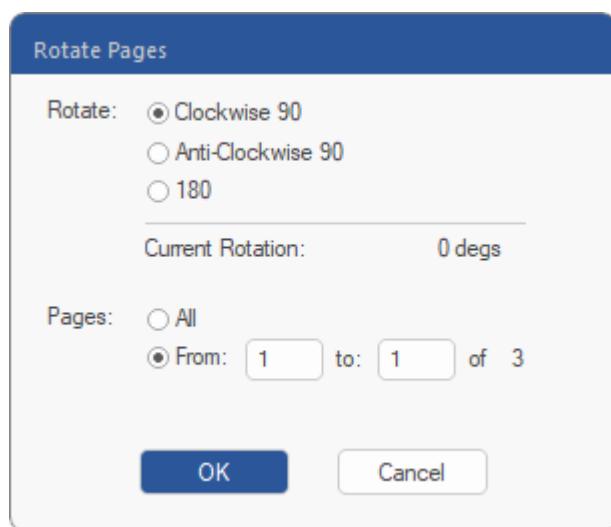 Rotate Pages
Rotate: Clockwise 90
Anti-Clockwise 90
180
Current Rotation: 0 degs
Pages: All
From: 1 to: 1 of 3
OK Cancel